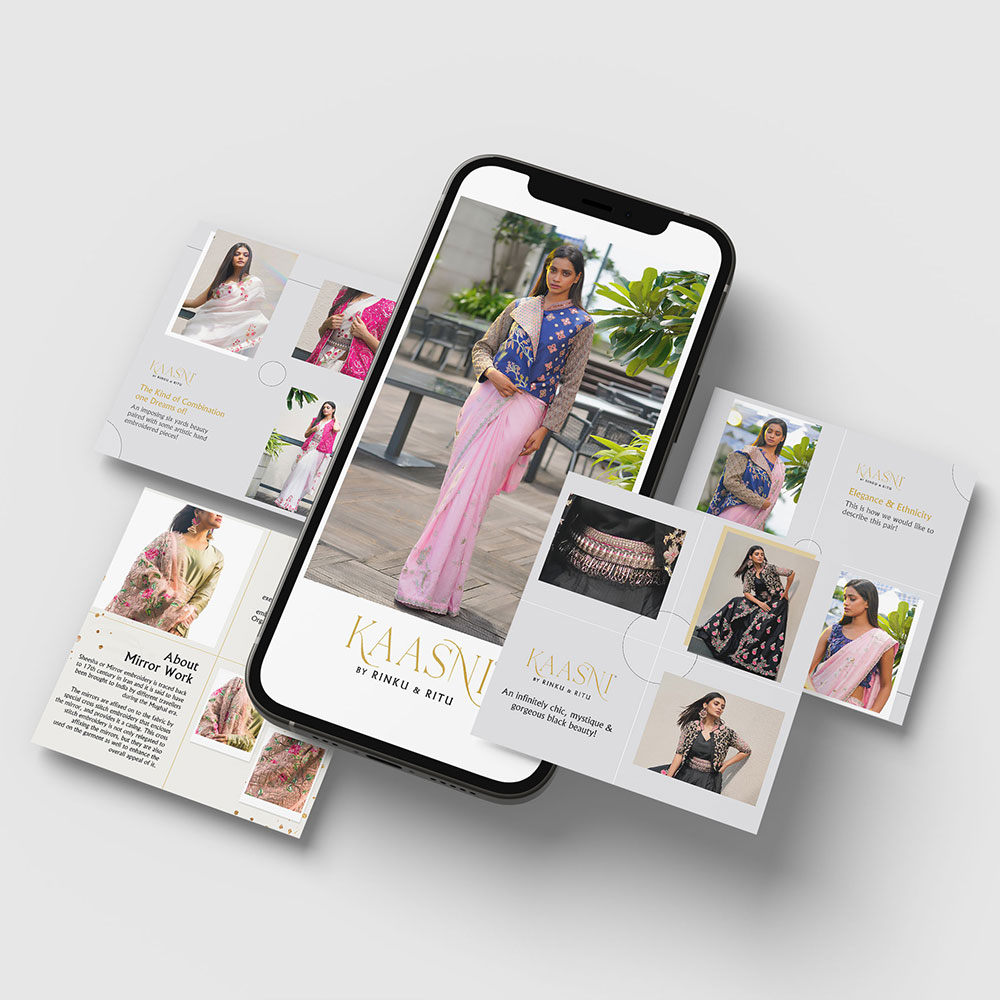 KAASNI
BY RINKU & RITU
The Kind of Combination
one Dreams of!
An imposing six yards beauty
paired with some artistic hand
embroidered pieces!
KAASNI
BY RINKU & RITU
Elegance & Ethnicity
This is how we would like to
describe this pair!
KAASNI
BY RINKU & RITU
KAASNI
BY RINKU & RITU
An infinitely chic, mystique &
gorgeous black beauty!
About
Mirror Work
Sheesha or Mirror embroidery is traced back
to 17th century in Iran and it is said to have
been brought to India by different travellers
during the Mughal era.
The mirrors are affixed on to the fabric by
special cross stitch embroidery that encloses
the mirror, and provides it a casing. This cross
stitch embroidery is not only relegated to
affixing the mirrors, but they are also
used on the garment as well to enhance the
overall appeal of it.